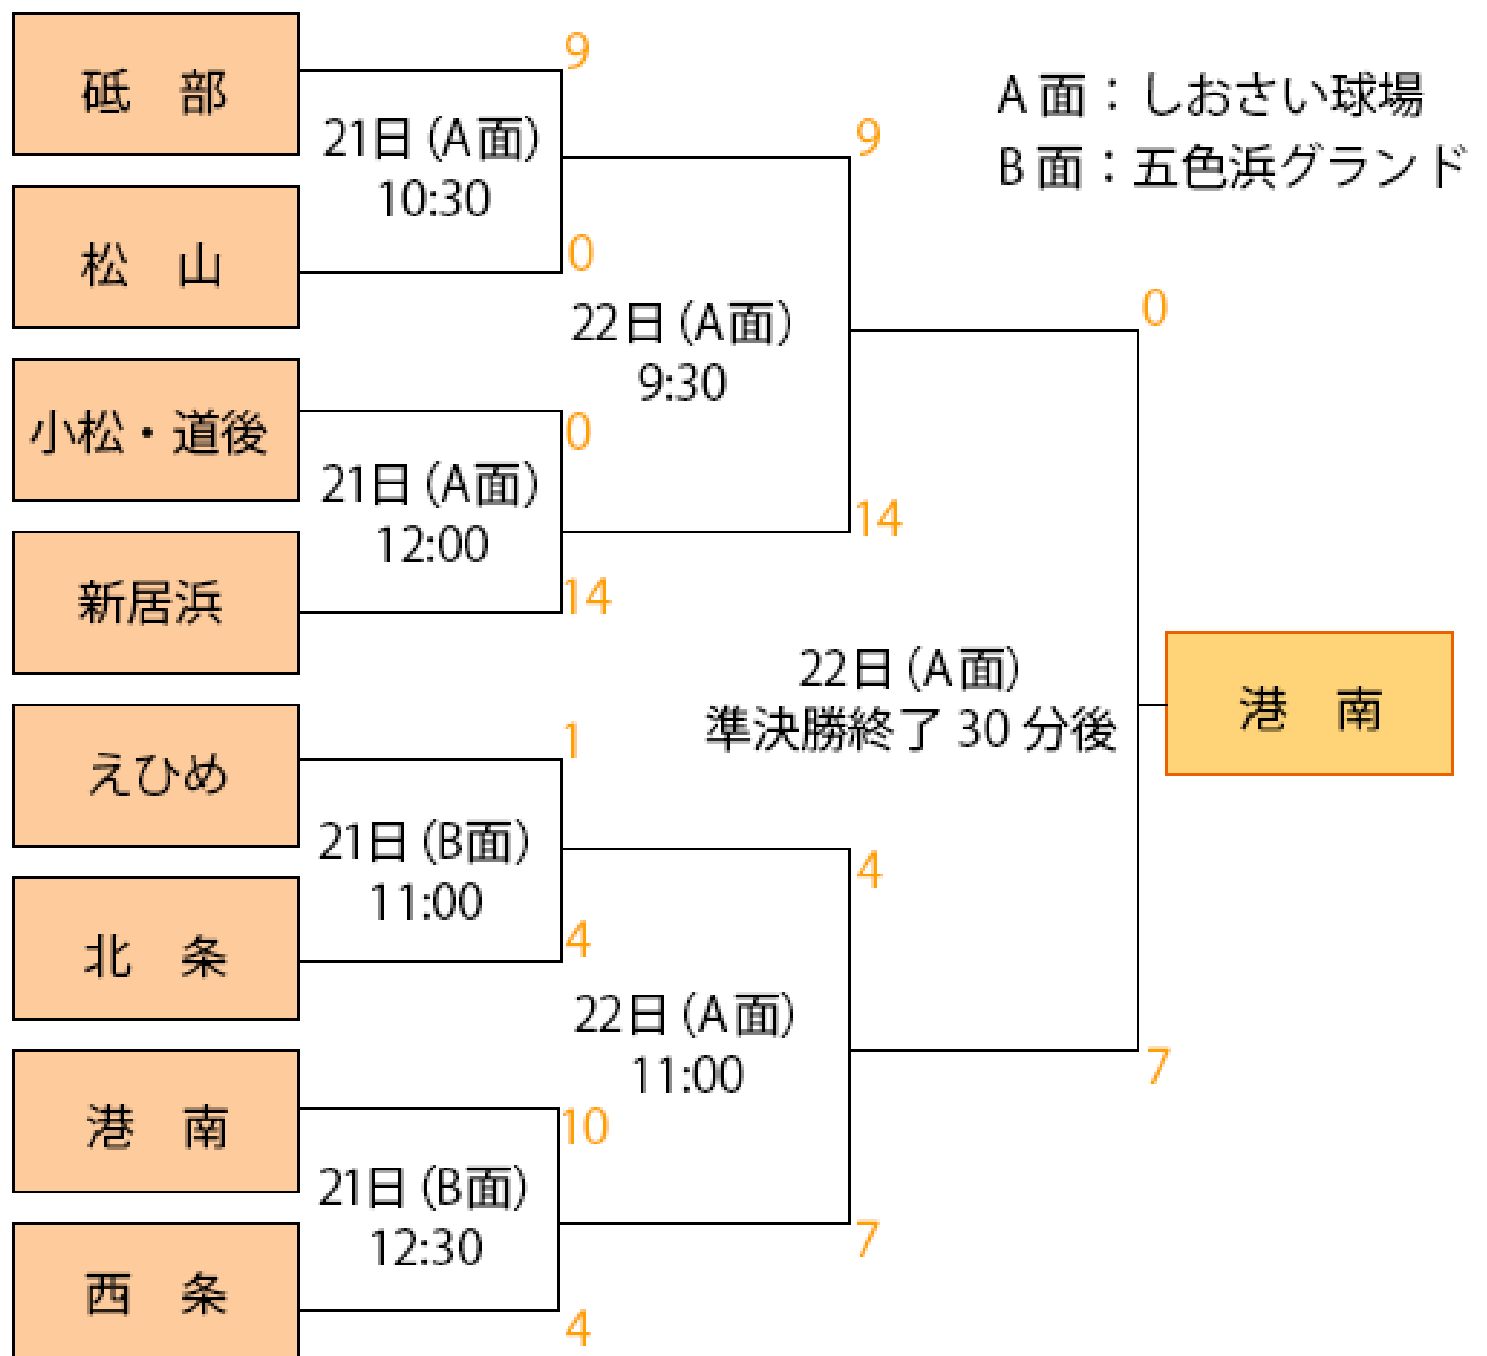 砥　部
松　山
小松・道後
新居浜
えひめ
北　条
港　南
西　条
21日（A面）
10:30
21日（A面）
12:00
21日（B面）
11:00
21日（B面）
12:30
9
0
0
14
1
4
10
4
22日（A面）
9:30
22日（A面）
11:00
9
14
4
7
22日（A面）
準決勝終了 30 分後
0
7
港　南
A 面：しおさい球場
B 面：五色浜グランド